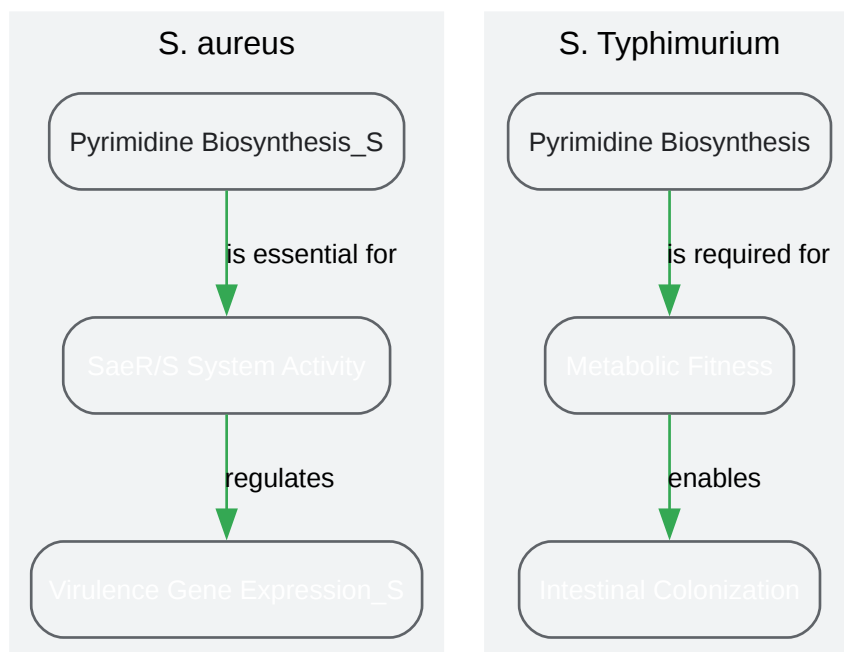 S. aureus
Pyrimidine Biosynthesis_S
is essential for
SaeR/S System Activity
regulates
Virulence Gene Expression_S
S. Typhimurium
Pyrimidine Biosynthesis
is required for
Metabolic Fitness
enables
Intestinal Colonization